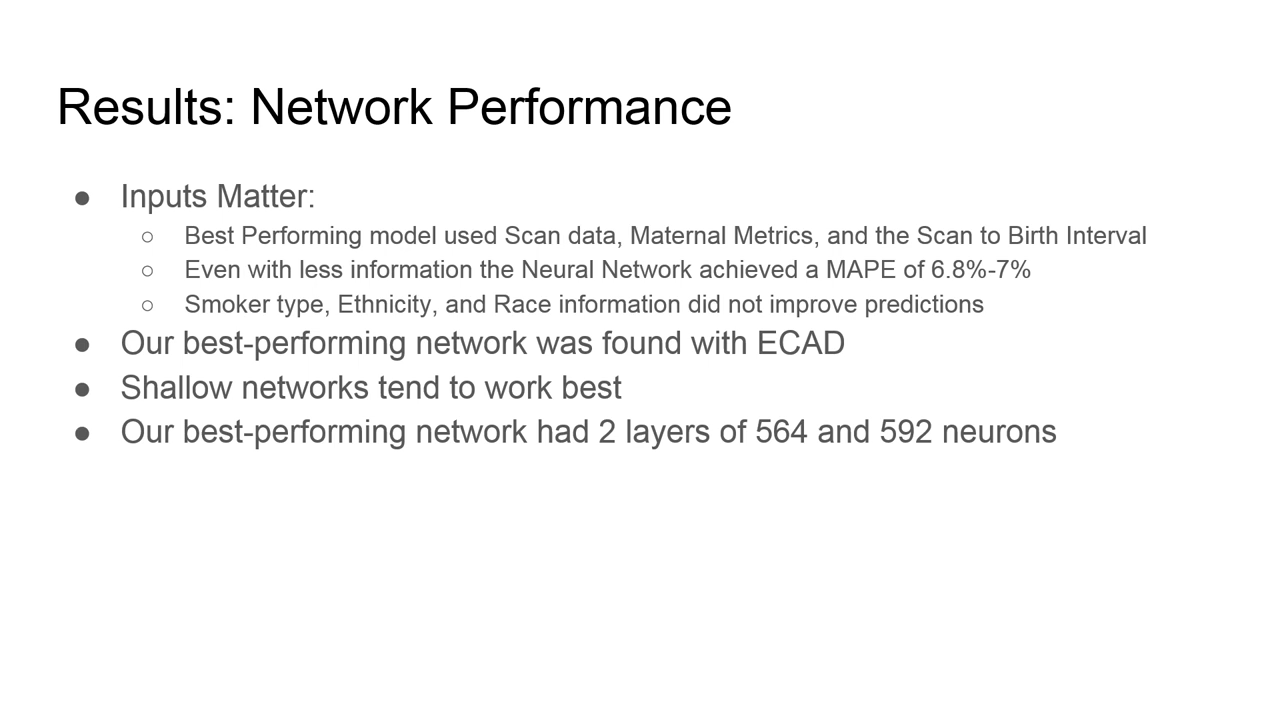 Results: Network Performance
● Inputs Matter:
○ Best Performing model used Scan data, Maternal Metrics, and the Scan to Birth Interval
○ Even with less information the Neural Network achieved a MAPE of 6.8%-7%
○ Smoker type, Ethnicity, and Race information did not improve predictions
● Our best-performing network was found with ECAD
● Shallow networks tend to work best
● Our best-performing network had 2 layers of 564 and 592 neurons